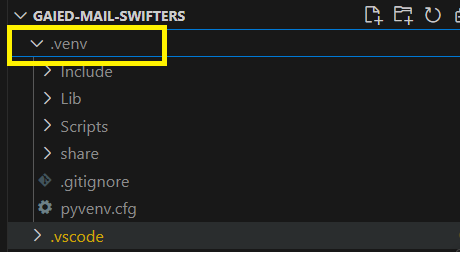 GAIED-MAIL-SWIFTERS
.venv
Include
Lib
Scripts
share
.gitignore
pyvenv.cfg
.vscode